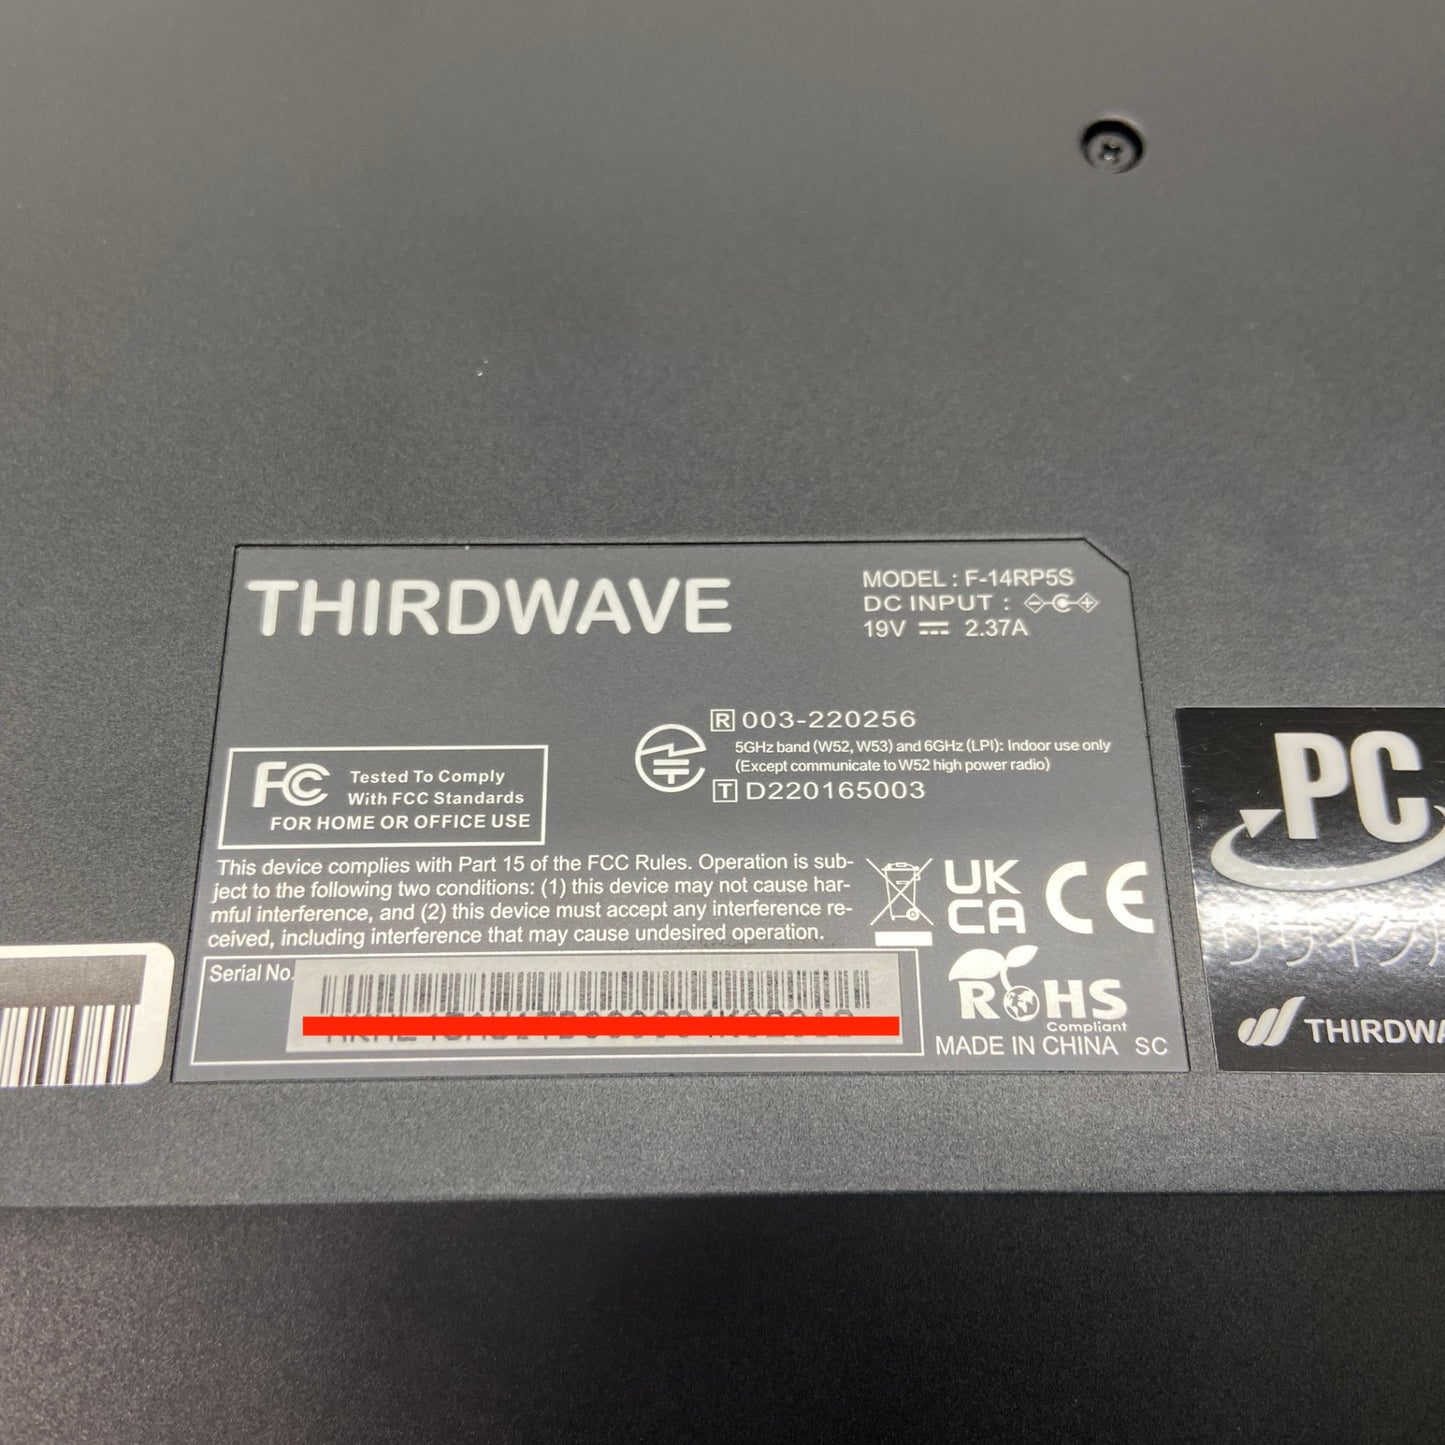 THIRDWAVE
MODEL : F-14RP5S
DC INPUT :
19V 2.37A
R 003-220256
5GHz band (W52, W53) and 6GHz (LPI): Indoor use only
(Except communicate to W52 high power radio)
T D220165003
FC Tested To Comply
With FCC Standards
FOR HOME OR OFFICE USE
This device complies with Part 15 of the FCC Rules. Operation is sub-
ject to the following two conditions: (1) this device may not cause har-
mful interference, and (2) this device must accept any interference re-
ceived, including interference that may cause undesired operation.
UK
CA
CE
Serial No.
RoHS
Compliant
MADE IN CHINA SC
PC
リサイクル
THIRDWA